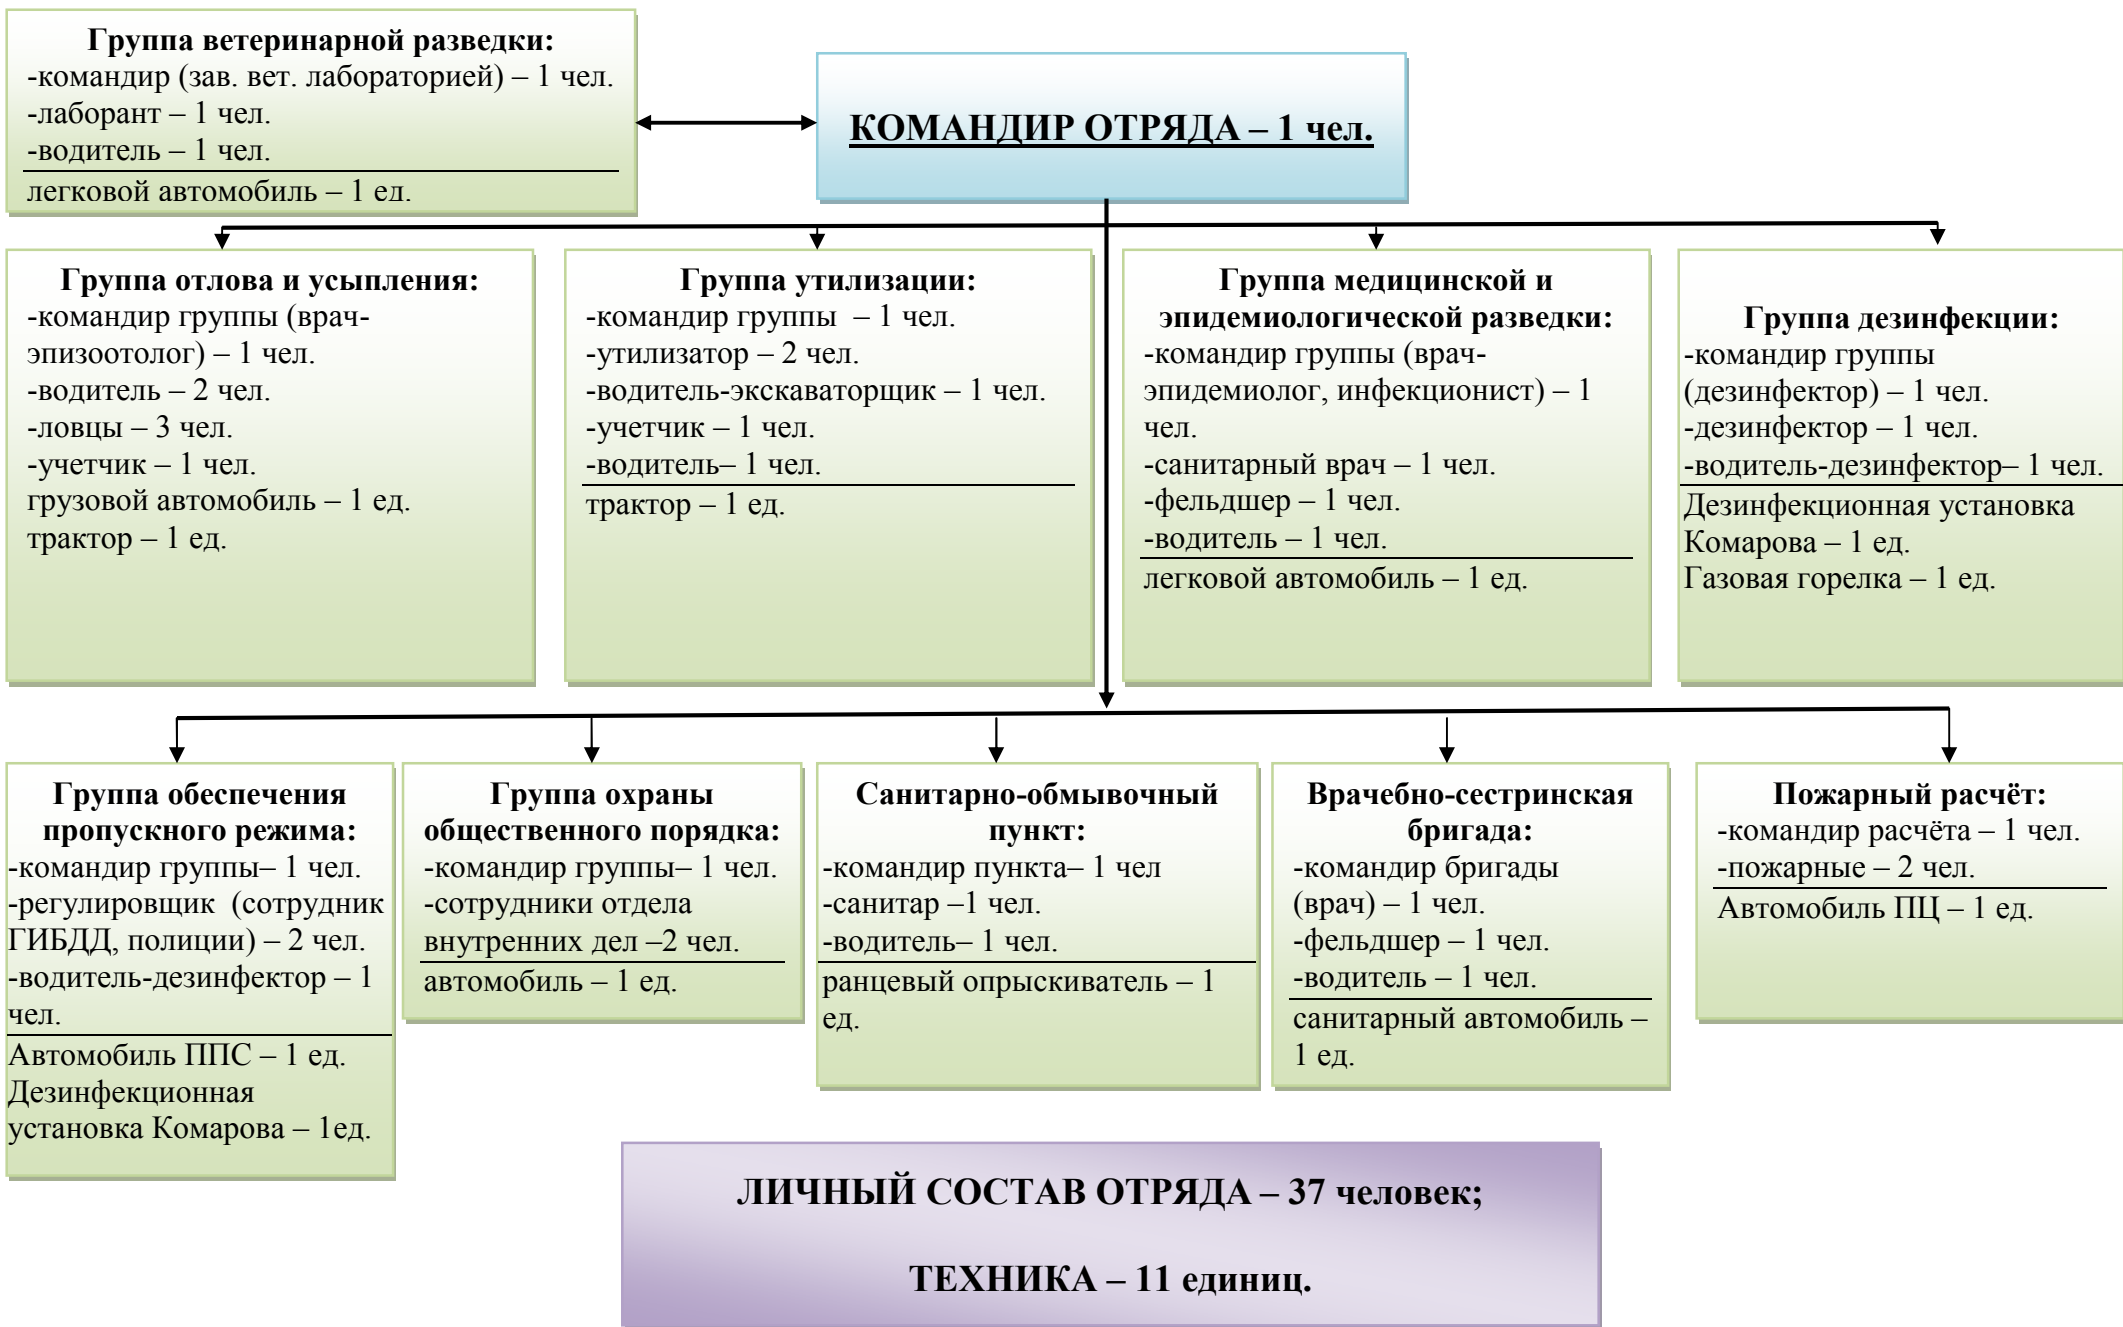 Группа ветеринарной разведки:
-командир (зав. вет. лабораторией) – 1 чел.
-лаборант – 1 чел.
-водитель – 1 чел.
легковой автомобиль – 1 ед.
КОМАНДИР ОТРЯДА – 1 чел.
Группа отлова и усыпления:
-командир группы (врач-
эпизоотолог) – 1 чел.
-водитель – 2 чел.
-ловцы – 3 чел.
-учетчик – 1 чел.
грузовой автомобиль – 1 ед.
трактор – 1 ед.
Группа утилизации:
-командир группы  – 1 чел.
-утилизатор – 2 чел.
-водитель-экскаваторщик – 1 чел.
-учетчик – 1 чел.
-водитель– 1 чел.
трактор – 1 ед.
Группа медицинской и
эпидемиологической разведки:
-командир группы (врач-
эпидемиолог, инфекционист) – 1
чел.
-санитарный врач – 1 чел.
-фельдшер – 1 чел.
-водитель – 1 чел.
легковой автомобиль – 1 ед.
Группа дезинфекции:
-командир группы
(дезинфектор) – 1 чел.
-дезинфектор – 1 чел.
-водитель-дезинфектор– 1 чел.
Дезинфекционная установка
Комарова – 1 ед.
Газовая горелка – 1 ед.
Группа обеспечения
пропускного режима:
-командир группы– 1 чел.
-регулировщик  (сотрудник
ГИБДД, полиции) – 2 чел.
-водитель-дезинфектор – 1
чел.
Автомобиль ППС – 1 ед.
Дезинфекционная
установка Комарова – 1ед.
Группа охраны
общественного порядка:
-командир группы– 1 чел.
-сотрудники отдела
внутренних дел –2 чел.
автомобиль – 1 ед.
Санитарно-обмывочный
пункт:
-командир пункта– 1 чел
-санитар –1 чел.
-водитель– 1 чел.
ранцевый опрыскиватель – 1
ед.
Врачебно-сестринская
бригада:
-командир бригады
(врач) – 1 чел.
-фельдшер – 1 чел.
-водитель – 1 чел.
санитарный автомобиль –
1 ед.
Пожарный расчёт:
-командир расчёта – 1 чел.
-пожарные – 2 чел.
Автомобиль ПЦ – 1 ед.
ЛИЧНЫЙ СОСТАВ ОТРЯДА – 37 человек;
ТЕХНИКА – 11 единиц.